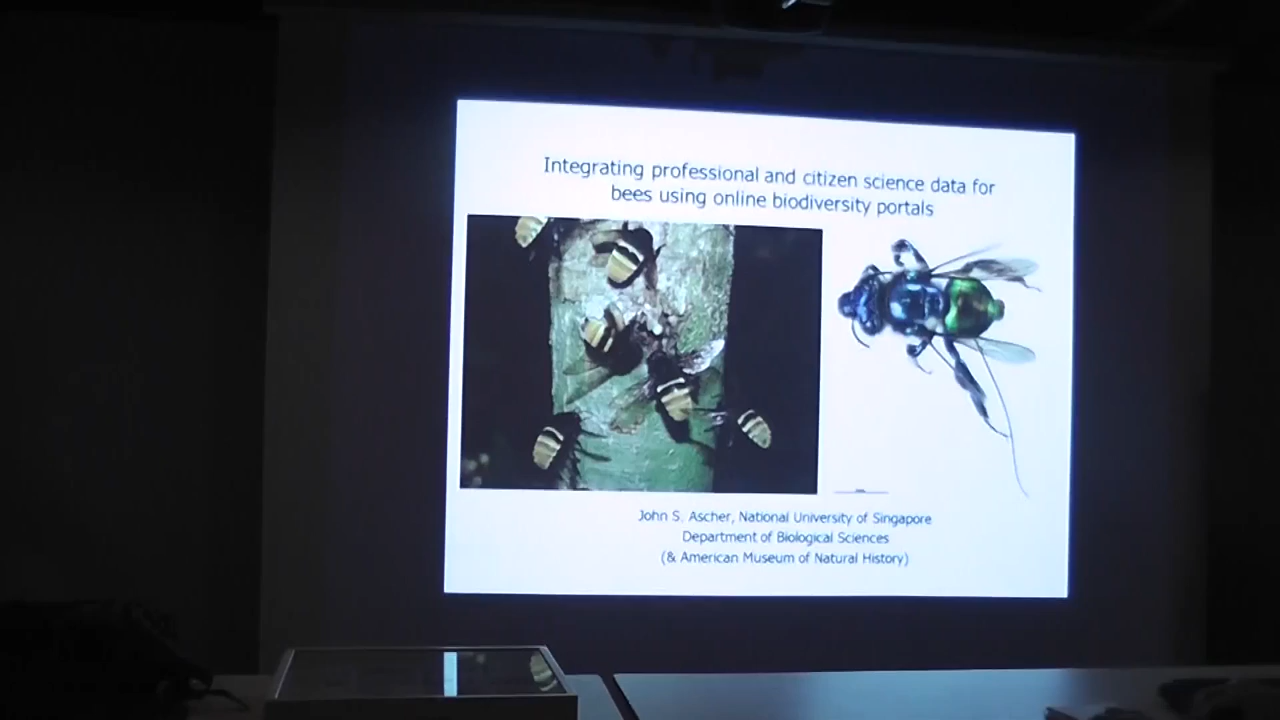 Integrating professional and citizen science data for
bees using online biodiversity portals
John S. Ascher, National University of Singapore
Department of Biological Sciences
(& American Museum of Natural History)